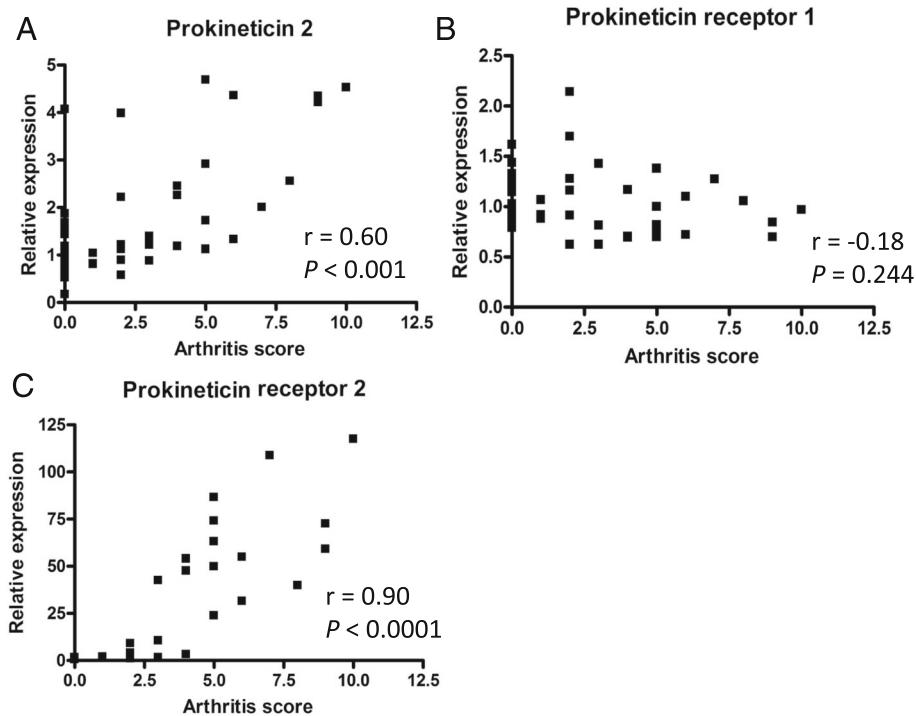 A
Prokineticin 2
Relative expression
5
4
3
2
1
0
0.0 2.5 5.0 7.5 10.0 12.5
Arthritis score
r = 0.60
P < 0.001
B
Prokineticin receptor 1
Relative expression
2.5
2.0
1.5
1.0
0.5
0.0
0.0 2.5 5.0 7.5 10.0 12.5
Arthritis score
r = -0.18
P = 0.244
C
Prokineticin receptor 2
Relative expression
125
100
75
50
25
0
0.0 2.5 5.0 7.5 10.0 12.5
Arthritis score
r = 0.90
P < 0.0001